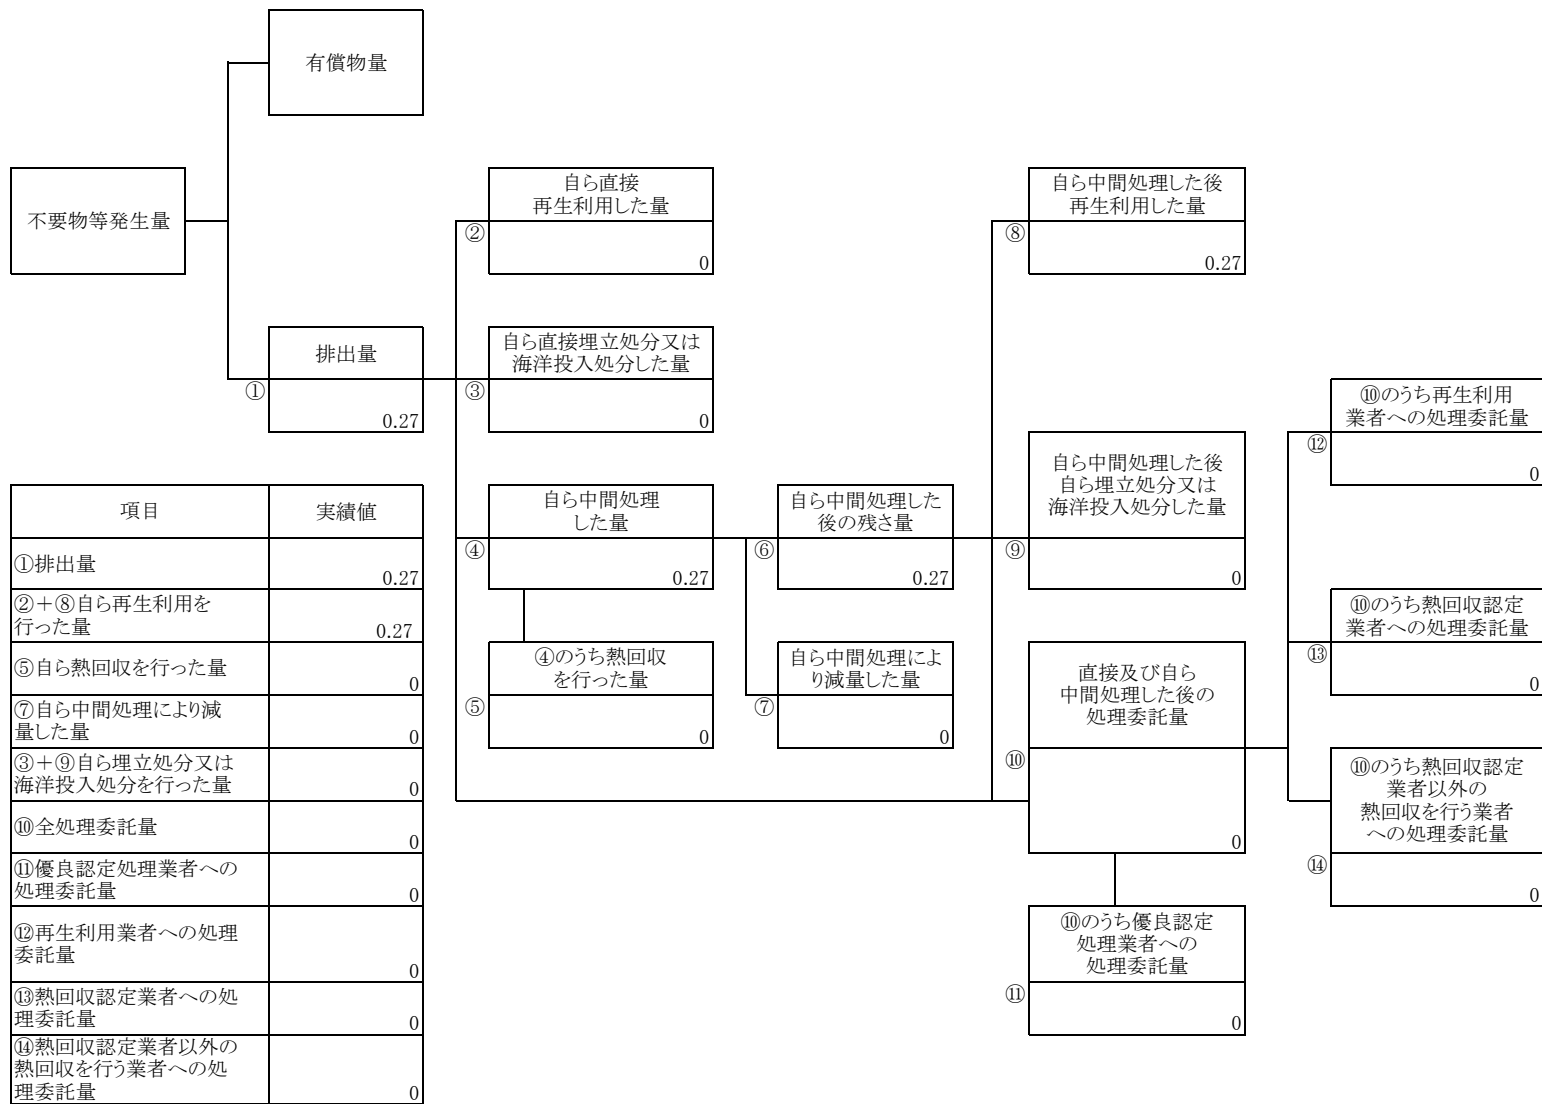 有償物量
不要物等発生量
自ら直接
再生利用した量
②
0
自ら中間処理した後
再生利用した量
⑧
0.27
排出量
①
0.27
自ら直接埋立処分又は
海洋投入処分した量
③
0
⑩のうち再生利用
業者への処理委託量
⑫
0
自ら中間処理した後
自ら埋立処分又は
海洋投入処分した量
⑨
0
自ら中間処理
した量
④
0.27
自ら中間処理した
後の残さ量
⑥
0.27
⑩のうち熱回収認定
業者への処理委託量
⑬
0
④のうち熱回収
を行った量
⑤
0
自ら中間処理によ
り減量した量
⑦
0
直接及び自ら
中間処理した後の
処理委託量
⑩
0
⑩のうち熱回収認定
業者以外の
熱回収を行う業者
への処理委託量
⑭
0
⑩のうち優良認定
処理業者への
処理委託量
⑪
0
項目 実績値
①排出量
0.27
②+⑧自ら再生利用を
行った量
0.27
⑤自ら熱回収を行った量
0
⑦自ら中間処理により減
量した量
0
③+⑨自ら埋立処分又は
海洋投入処分を行った量
0
⑩全処理委託量
0
⑪優良認定処理業者への
処理委託量
0
⑫再生利用業者への処理
委託量
0
⑬熱回収認定業者への処
理委託量
0
⑭熱回収認定業者以外の
熱回収を行う業者への処
理委託量
0